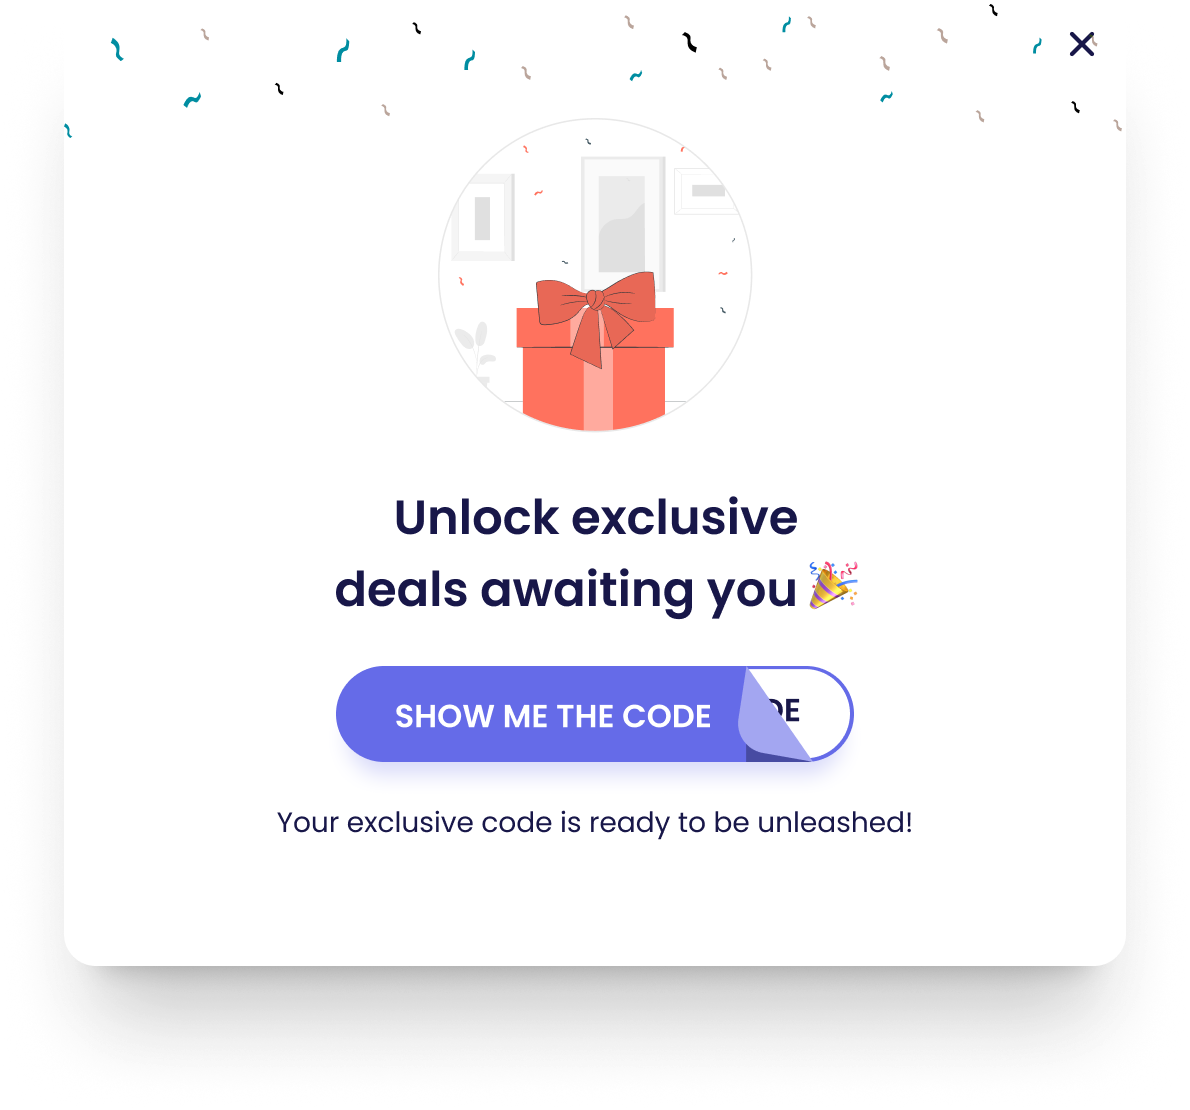 Unlock exclusive
deals awaiting you 🎉
SHOW ME THE CODE
DE
Your exclusive code is ready to be unleashed!